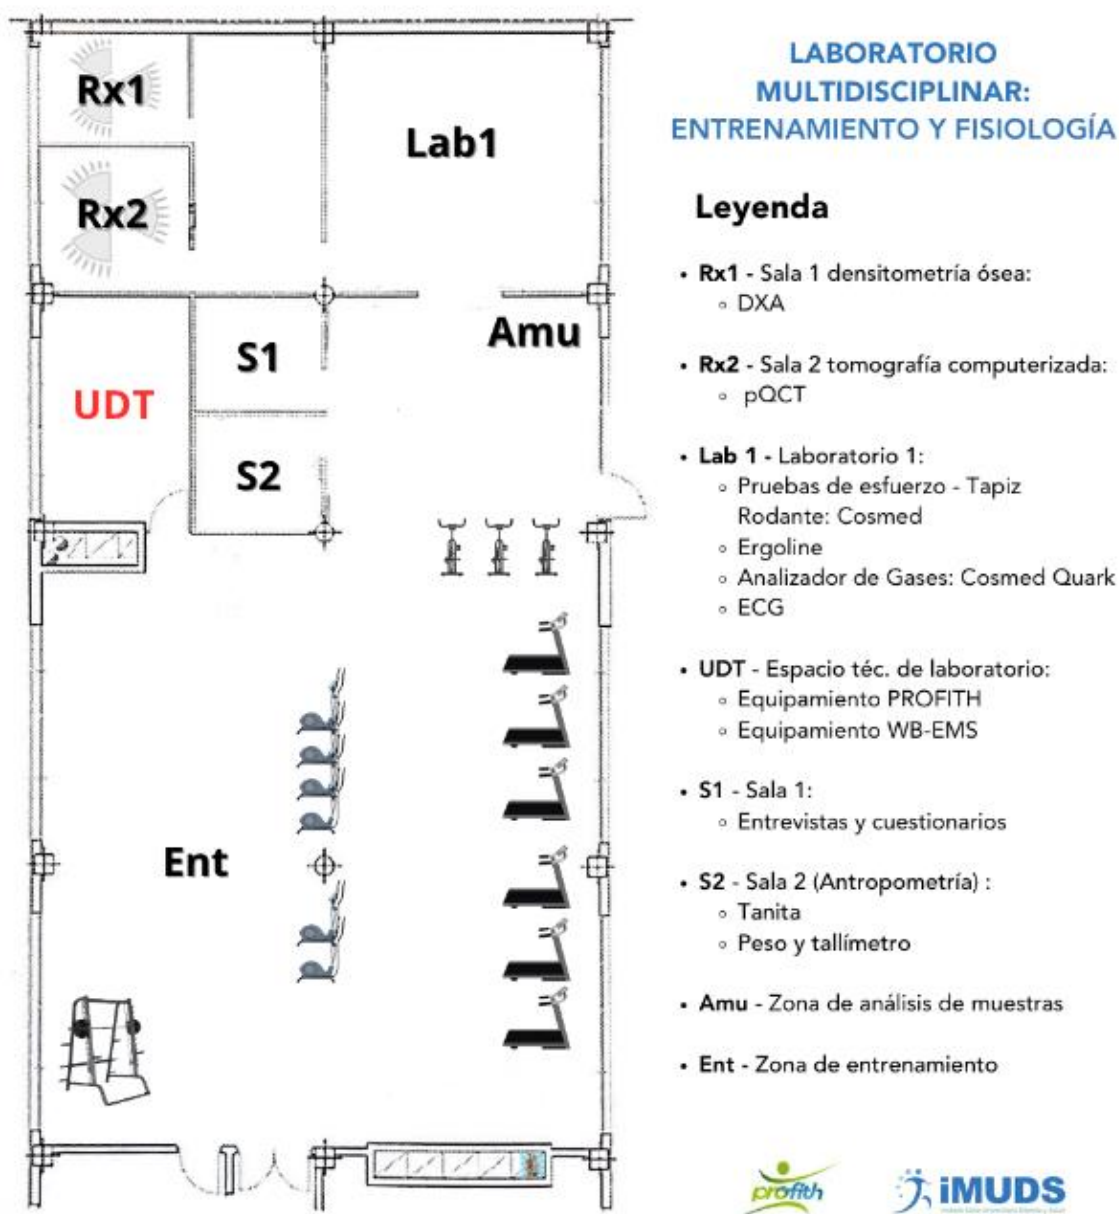 LABORATORIO
MULTIDISCIPLINAR:
ENTRENAMIENTO Y FISIOLOGÍA
Rx1
Rx2
Lab1
Amu
S1
UDT
S2
Ent
Leyenda
• Rx1 - Sala 1 densitometría ósea:
◦ DXA
• Rx2 - Sala 2 tomografía computerizada:
◦ pQCT
• Lab 1 - Laboratorio 1:
◦ Pruebas de esfuerzo - Tapiz
Rodante: Cosmed
◦ Ergoline
◦ Analizador de Gases: Cosmed Quark
◦ ECG
• UDT - Espacio téc. de laboratorio:
◦ Equipamiento PROFITH
◦ Equipamiento WB-EMS
• S1 - Sala 1:
◦ Entrevistas y cuestionarios
• S2 - Sala 2 (Antropometría) :
◦ Tanita
◦ Peso y tallímetro
• Amu - Zona de análisis de muestras
• Ent - Zona de entrenamiento
profith
iMUDS